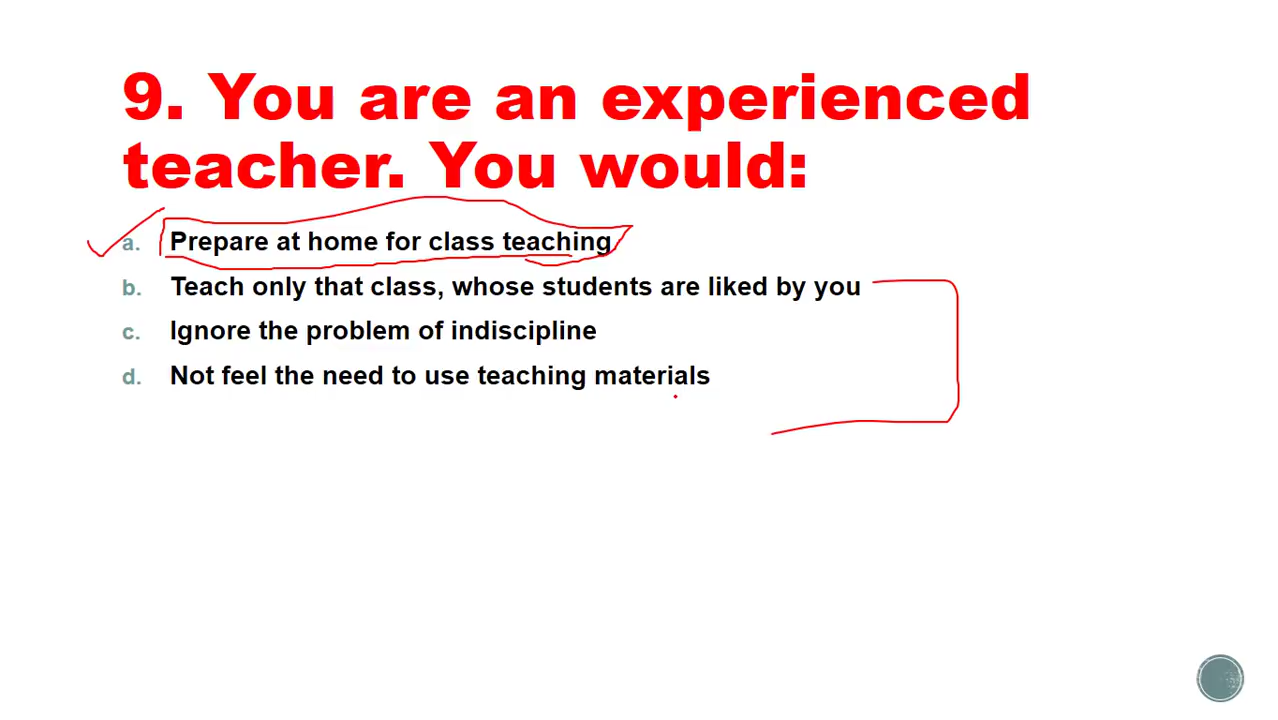 9. You are an experienced
teacher. You would:
a. Prepare at home for class teaching
b. Teach only that class, whose students are liked by you
c. Ignore the problem of indiscipline
d. Not feel the need to use teaching materials